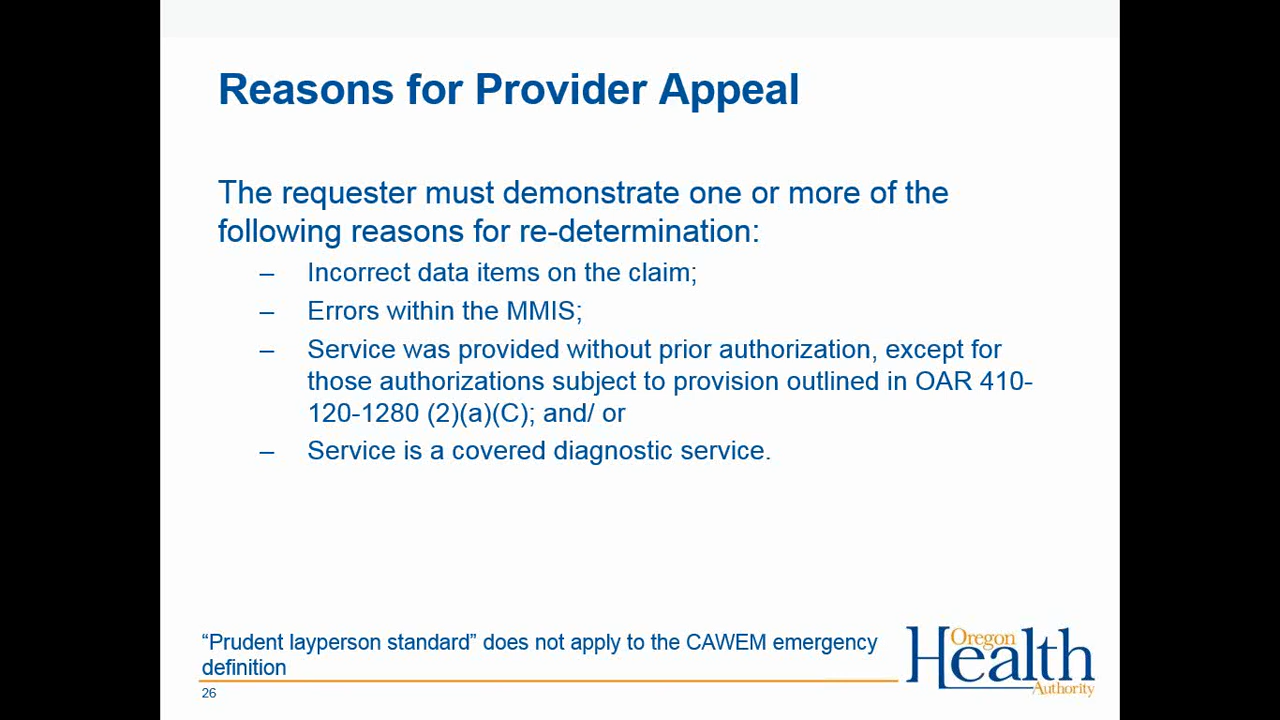 Reasons for Provider Appeal
The requester must demonstrate one or more of the
following reasons for re-determination:
– Incorrect data items on the claim;
– Errors within the MMIS;
– Service was provided without prior authorization, except for
those authorizations subject to provision outlined in OAR 410-
120-1280 (2)(a)(C); and/ or
– Service is a covered diagnostic service.
“Prudent layperson standard” does not apply to the CAWEM emergency
definition
26
Oregon
Health
Authority